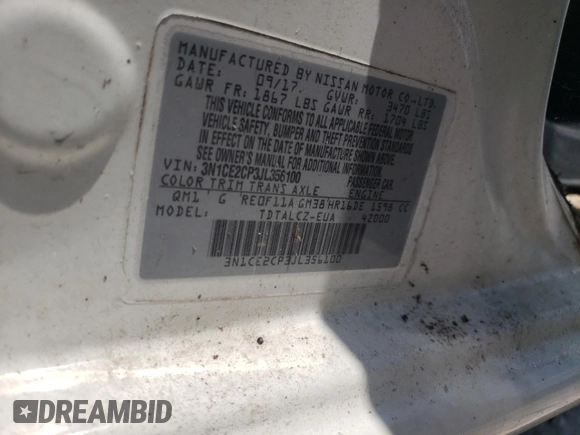 MANUFACTURED BY NISSAN MOTOR CO.,LTD.
DATE: 09/17 GVWR: 3470 LBS
GAWR FR: 1867 LBS GAWR RR: 1704 LBS
THIS VEHICLE CONFORMS TO ALL APPLICABLE FEDERAL MOTOR
VEHICLE SAFETY, BUMPER AND THEFT PREVENTION STANDARDS
IN EFFECT ON THE DATE OF MANUFACTURE SHOWN ABOVE.
SEE OWNER'S MANUAL FOR ADDITIONAL INFORMATION
VIN: 3N1CE2CP3JL356100 PASSENGER CAR
COLOR TRIM TRANS AXLE ENGINE
QM1 G RE0F11A GM38 HR16DE 1598 CC
MODEL: TDTALCZ-EUA 42000
3N1CE2CP3JL356100
DREAMBID